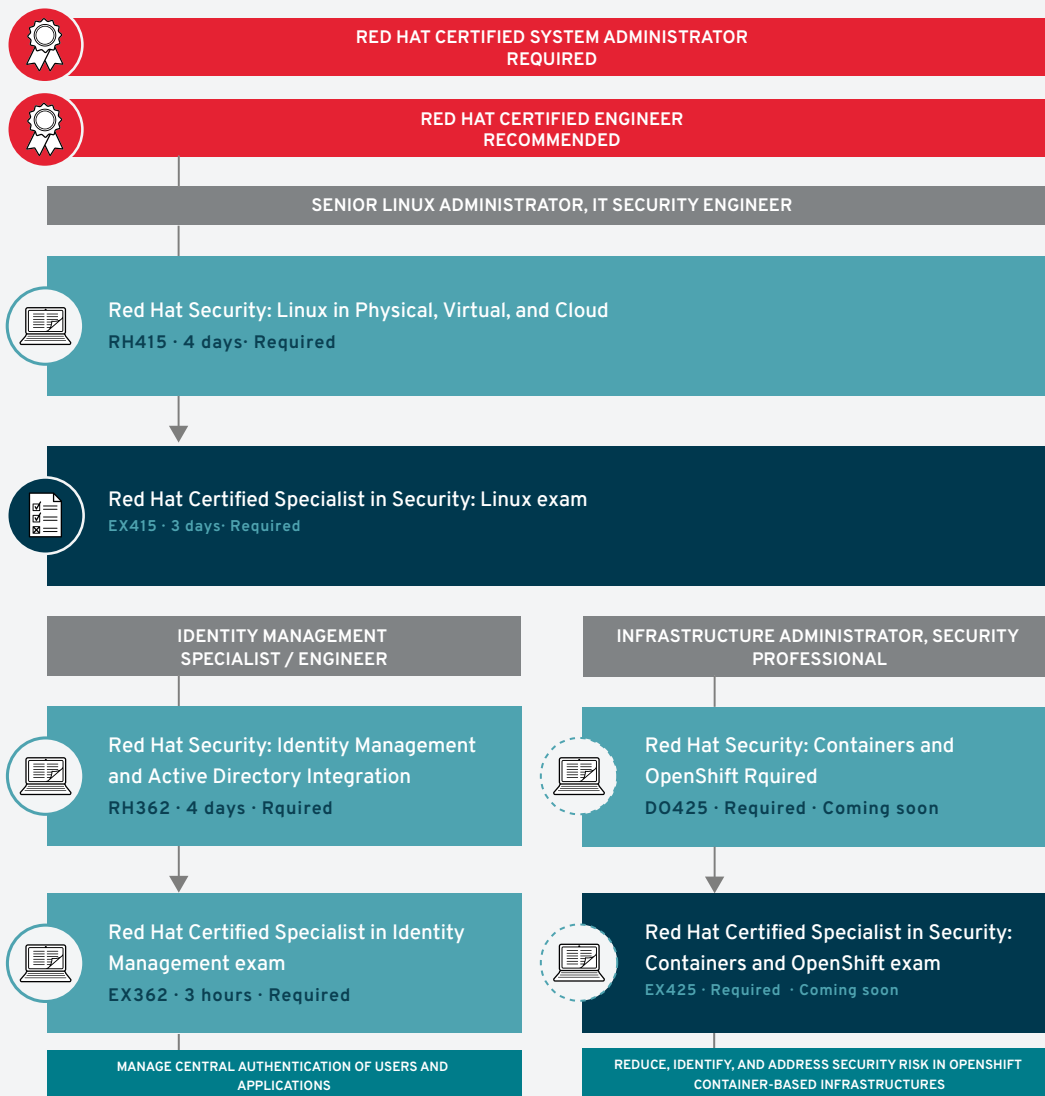 RED HAT CERTIFIED SYSTEM ADMINISTRATOR
REQUIRED
RED HAT CERTIFIED ENGINEER
RECOMMENDED
SENIOR LINUX ADMINISTRATOR, IT SECURITY ENGINEER
Red Hat Security: Linux in Physical, Virtual, and Cloud
RH415 · 4 days· Required
Red Hat Certified Specialist in Security: Linux exam
EX415 · 3 days· Required
IDENTITY MANAGEMENT
SPECIALIST / ENGINEER
Red Hat Security: Identity Management
and Active Directory Integration
RH362 · 4 days · Rquired
Red Hat Certified Specialist in Identity
Management exam
EX362 · 3 hours · Required
MANAGE CENTRAL AUTHENTICATION OF USERS AND
APPLICATIONS
INFRASTRUCTURE ADMINISTRATOR, SECURITY
PROFESSIONAL
Red Hat Security: Containers and
OpenShift Rquired
DO425 · Required · Coming soon
Red Hat Certified Specialist in Security:
Containers and OpenShift exam
EX425 · Required · Coming soon
REDUCE, IDENTIFY, AND ADDRESS SECURITY RISK IN OPENSHIFT
CONTAINER-BASED INFRASTRUCTURES